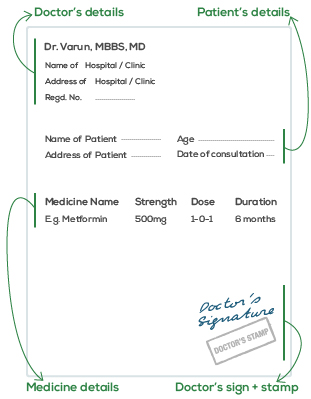 Doctor's details
Patient's details
Dr. Varun, MBBS, MD
Name of Hospital / Clinic
Address of Hospital / Clinic
Regd. No.
Name of Patient Age
Address of Patient Date of consultation
Medicine Name Strength Dose Duration
E.g. Metformin 500mg 1-0-1 6 months
Doctor's
Signature
DOCTOR'S STAMP
Medicine details
Doctor's sign + stamp